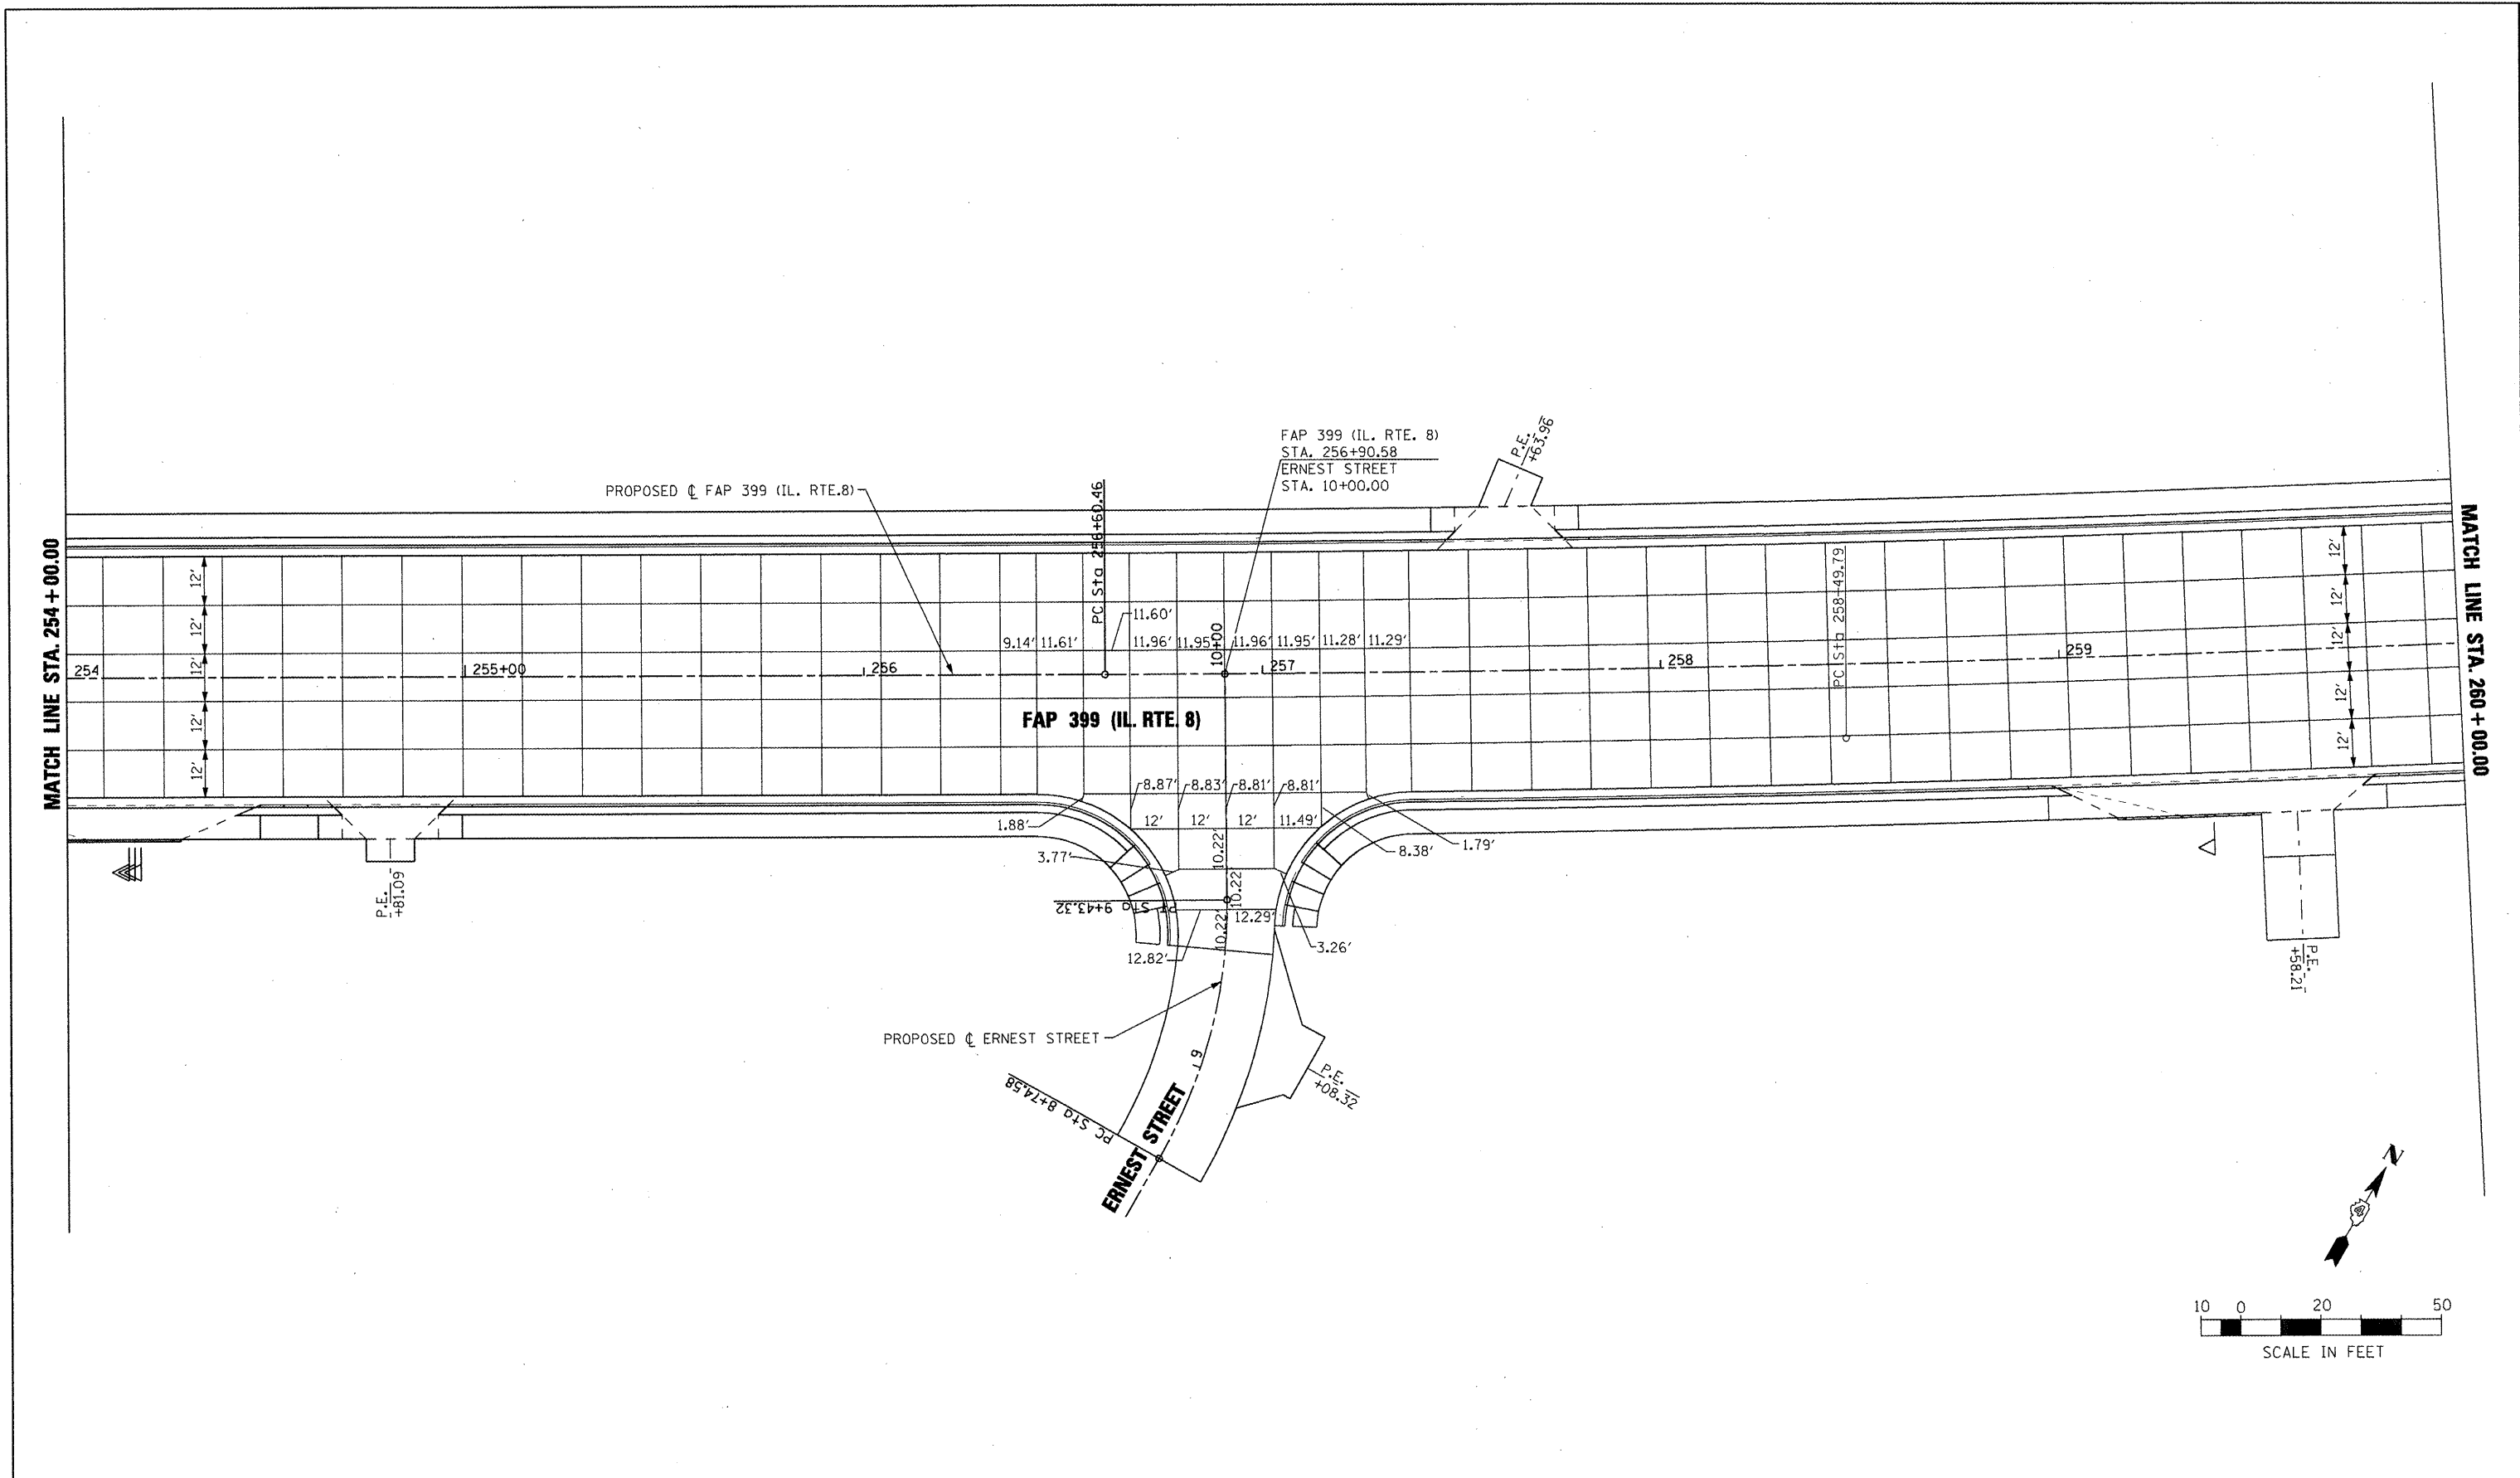 FAP 399 (IL. RTE. 8)
STA. 256+90.58
ERNEST STREET
STA. 10+00.00
P.E.
+63.96
PROPOSED ℄ FAP 399 (IL. RTE.8)
PC Sta 256+60.46
MATCH LINE STA. 254+00.00
MATCH LINE STA. 260+00.00
12'
12'
12'
12'
12'
11.60'
9.14' 11.61' 11.96' 11.95' 11.96' 11.95' 11.28' 11.29'
10+00
PC Sta 258+49.79
12'
12'
12'
12'
12'
254
255+00
256
257
258
259
FAP 399 (IL. RTE. 8)
8.87' 8.83' 8.81' 8.81'
1.88'
12' 12' 12' 11.49'
10.22'
3.77'
8.38'
1.79'
10.22'
PT Sta 9+43.32
12.29'
10.22'
12.82'
3.26'
P.E.
+81.09
P.E.
+58.21
PROPOSED ℄ ERNEST STREET
9
P.E.
+08.32
PC Sta 8+74.58
ERNEST STREET
N
10 0 20 50
SCALE IN FEET